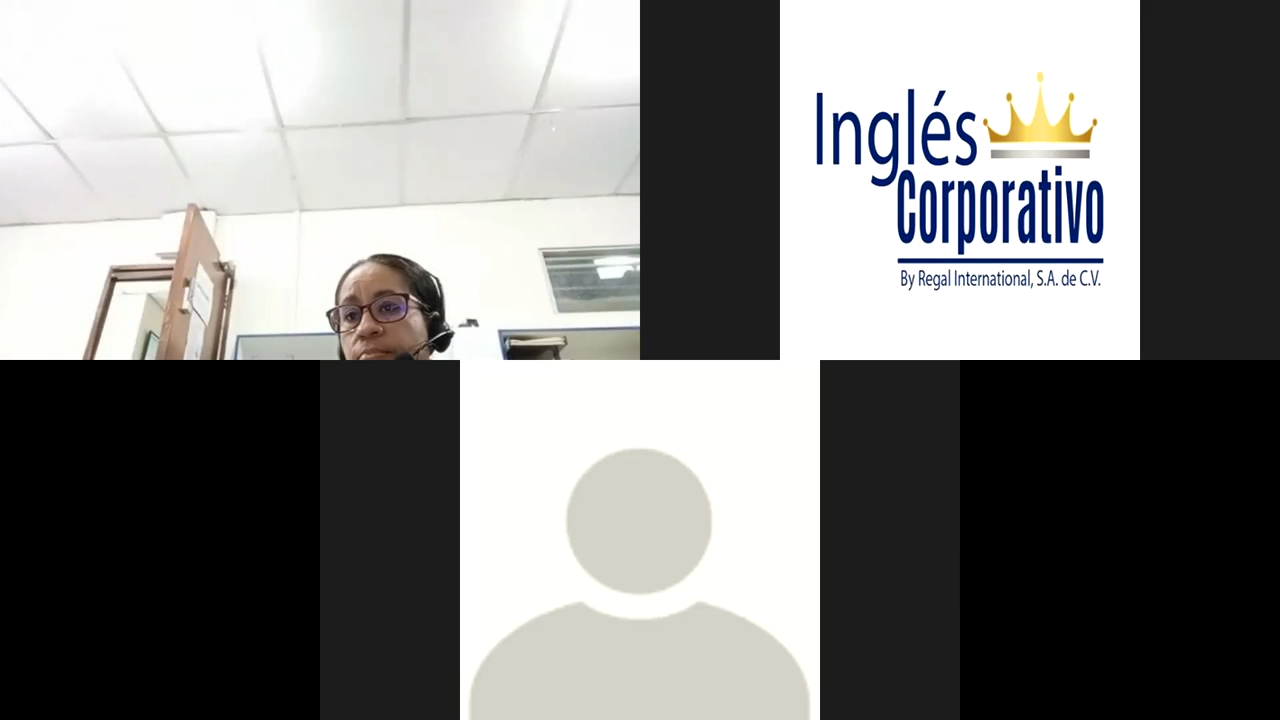 Inglés
Corporativo
By Regal International, S.A. de C.V.